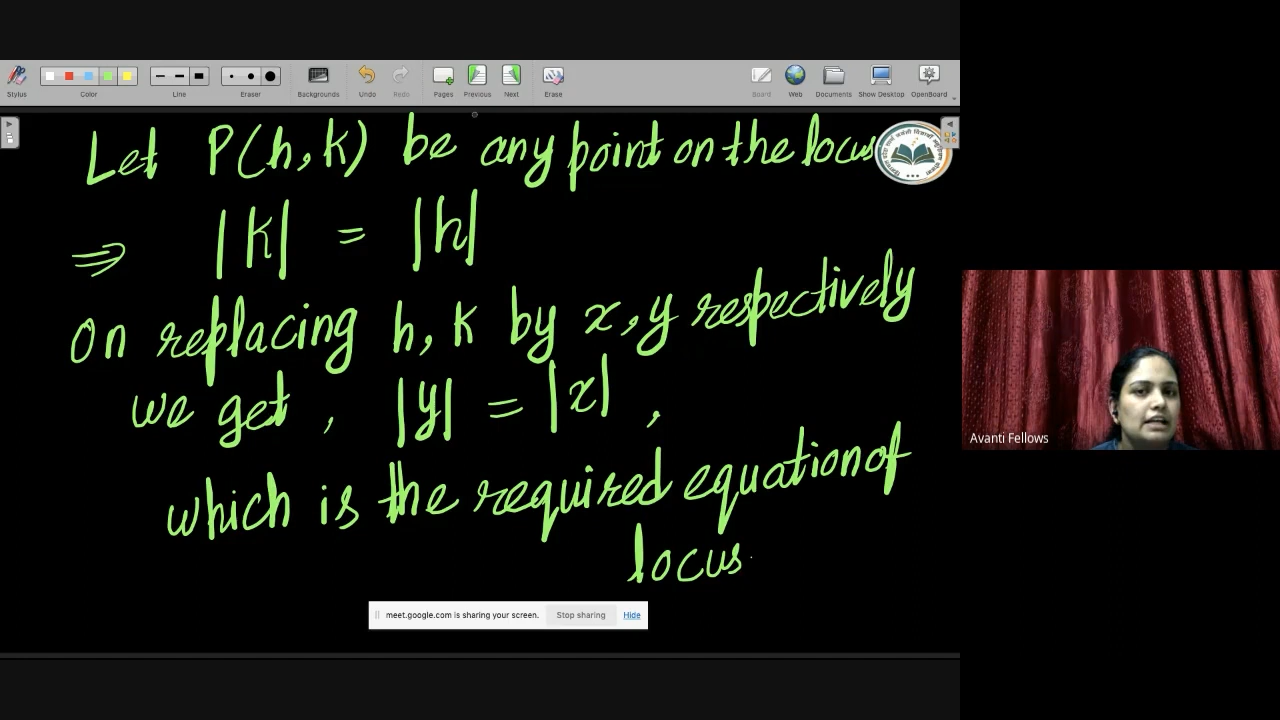 Stylus Color Line Eraser Backgrounds Undo Redo Pages Previous Next Erase Board Web Documents Show Desktop OpenBoard
Let P(h,k) be any point on the locus
⇒ |k| = |h|
On replacing h, k by x, y respectively
we get, |y| = |x|,
which is the required equation of
locus.
Avanti Fellows
meet.google.com is sharing your screen. Stop sharing Hide